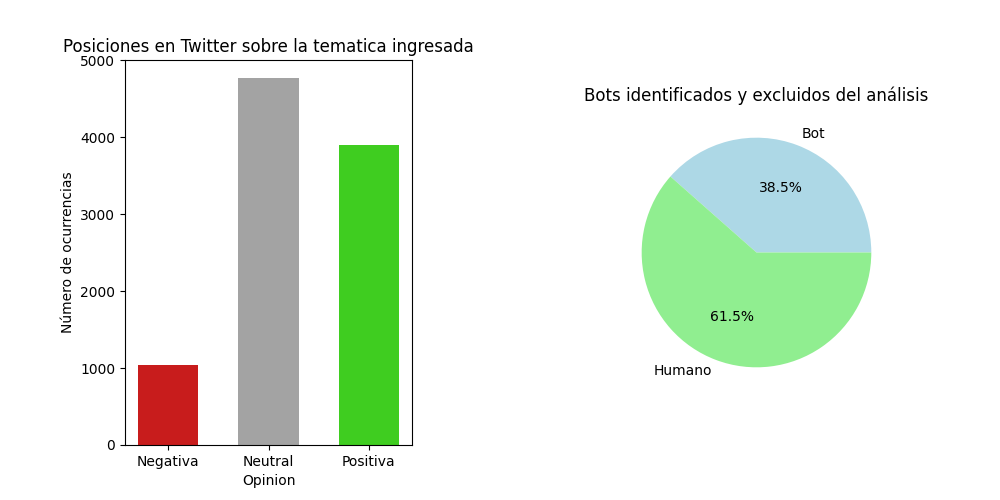 Posiciones en Twitter sobre la tematica ingresada
5000
4000
3000
2000
1000
0
Número de ocurrencias
Negativa
Neutral
Positiva
Opinion
Bots identificados y excluidos del análisis
Bot
38.5%
61.5%
Humano